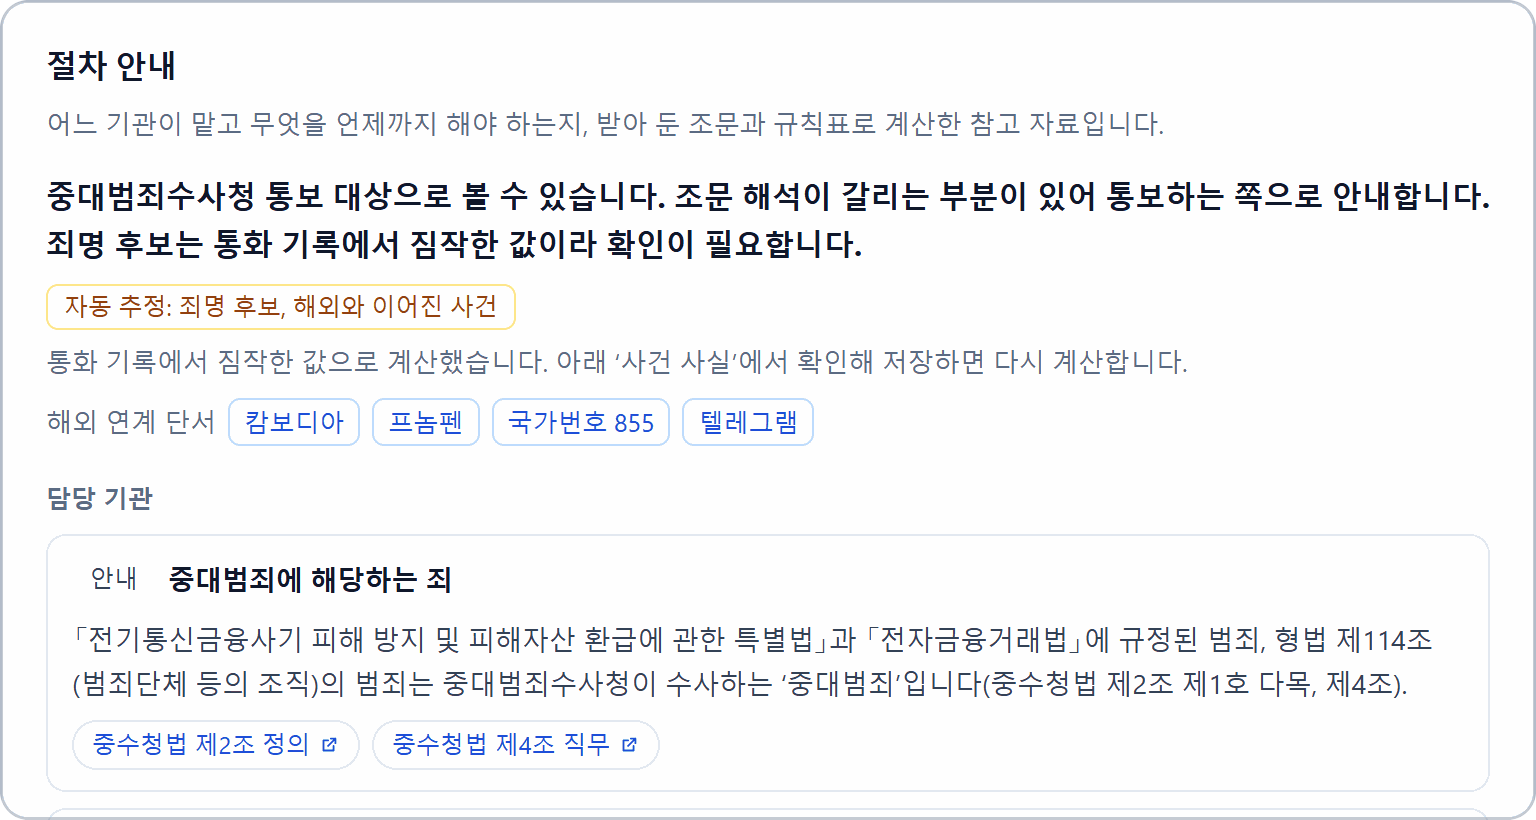 절차 안내
어느 기관이 맡고 무엇을 언제까지 해야 하는지, 받아 둔 조문과 규칙표로 계산한 참고 자료입니다.
중대범죄수사청 통보 대상으로 볼 수 있습니다. 조문 해석이 갈리는 부분이 있어 통보하는 쪽으로 안내합니다.
죄명 후보는 통화 기록에서 짐작한 값이라 확인이 필요합니다.
자동 추정: 죄명 후보, 해외와 이어진 사건
통화 기록에서 짐작한 값으로 계산했습니다. 아래 ‘사건 사실’에서 확인해 저장하면 다시 계산합니다.
해외 연계 단서 캄보디아 프놈펜 국가번호 855 텔레그램
담당 기관
안내 중대범죄에 해당하는 죄
「전기통신금융사기 피해 방지 및 피해자산 환급에 관한 특별법」과 「전자금융거래법」에 규정된 범죄, 형법 제114조
(범죄단체 등의 조직)의 범죄는 중대범죄수사청이 수사하는 ‘중대범죄’입니다(중수청법 제2조 제1호 다목, 제4조).
중수청법 제2조 정의 중수청법 제4조 직무